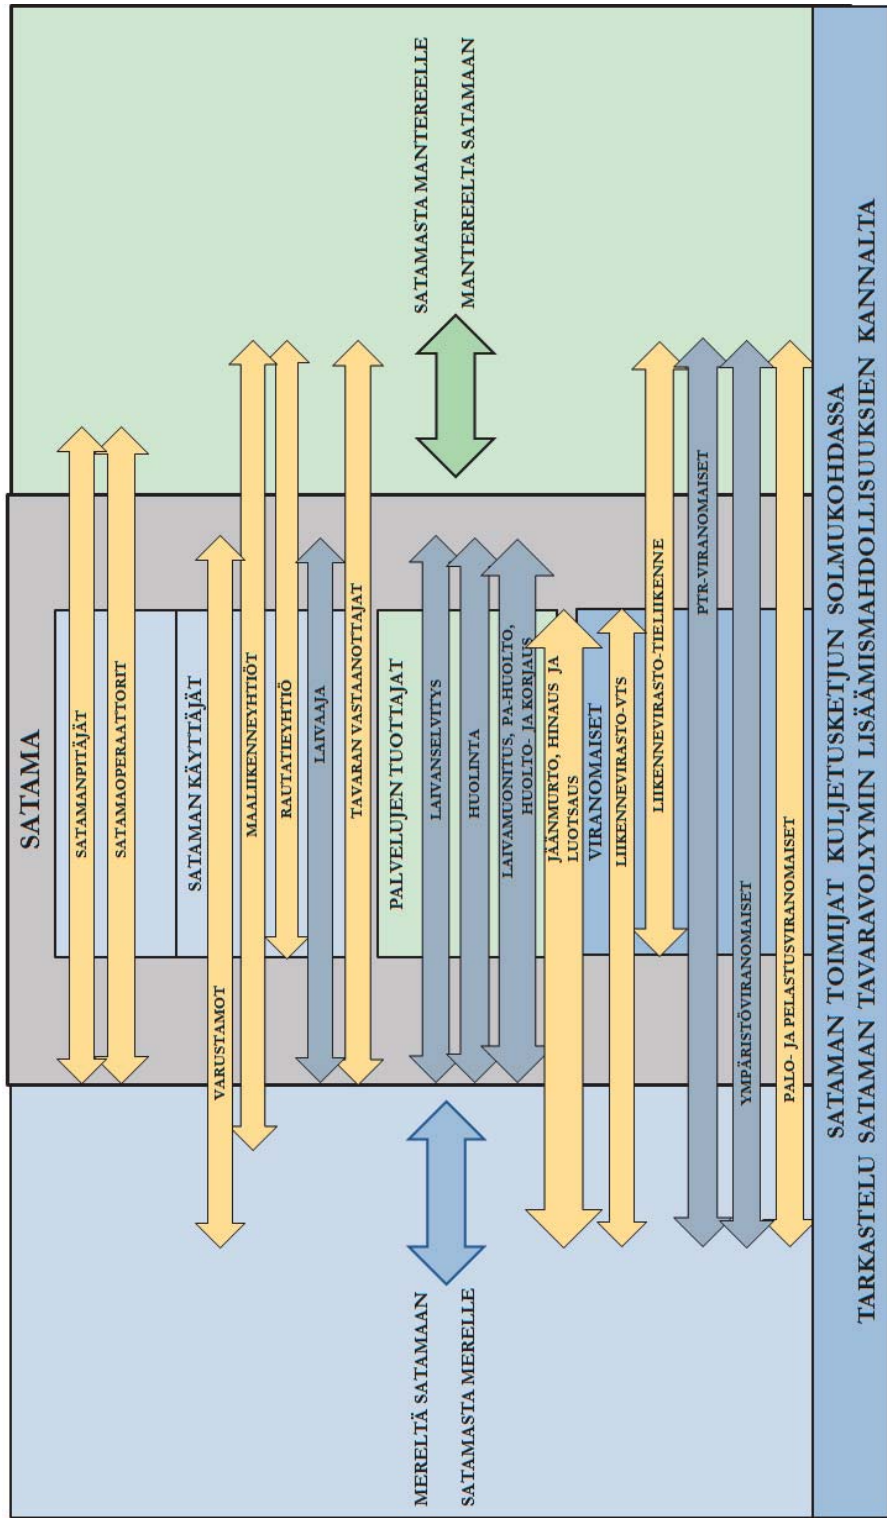 SATAMA
SATAMANPITÄJÄT
SATAMAOPERAATTORIT
SATAMAN KÄYTTÄJÄT
VARUSTAMOT
MAALIIKENNEYHTIÖT
RAUTATIEYHTIÖ
LAIVAAJA
TAVARAN VASTAANOTTAJAT
PALVELUJEN TUOTTAJAT
MERELTÄ SATAMAAN
SATAMASTA MERELLE
SATAMASTA MANTEREELLE
MANTEREELTA SATAMAAN
LAIVANSELVITYS
HUOLINTA
LAIVAMUONITUS, PA-HUOLTO,
HUOLTO- JA KORJAUS
JÄÄNMURTO, HINAUS JA
LUOTSAUS
VIRANOMAISET
LIIKENNEVIRASTO-VTS
LIIKENNEVIRASTO-TIELIIKENNE
PTR-VIRANOMAISET
YMPÄRISTÖVIRANOMAISET
PALO- JA PELASTUSVIRANOMAISET
SATAMAN TOIMIJAT KULJETUSKETJUN SOLMUKOHDASSA
TARKASTELU SATAMAN TAVARAVOLYYMIN LISÄÄMISMAHDOLLISUUKSIEN KANNALTA